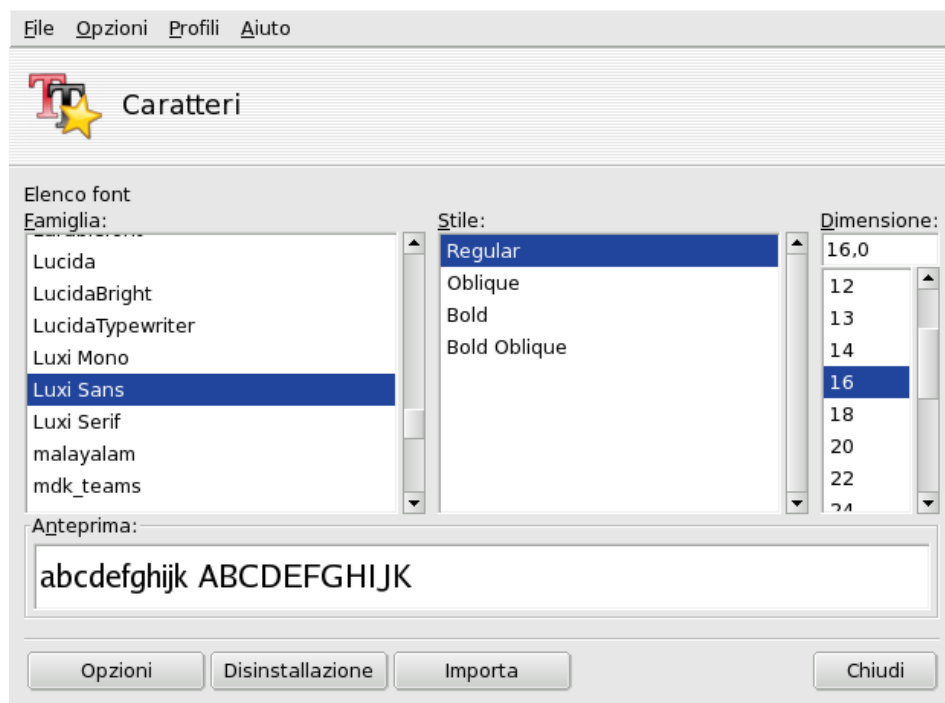 File Opzioni Profili Aiuto
Caratteri
Elenco font
Famiglia:
Lucida
LucidaBright
LucidaTypewriter
Luxi Mono
Luxi Sans
Luxi Serif
malayalam
mdk_teams
Stile:
Regular
Oblique
Bold
Bold Oblique
Dimensione:
16,0
12
13
14
16
18
20
22
24
Anteprima:
abcdefghijk ABCDEFGHIJK
Opzioni Disinstallazione Importa Chiudi